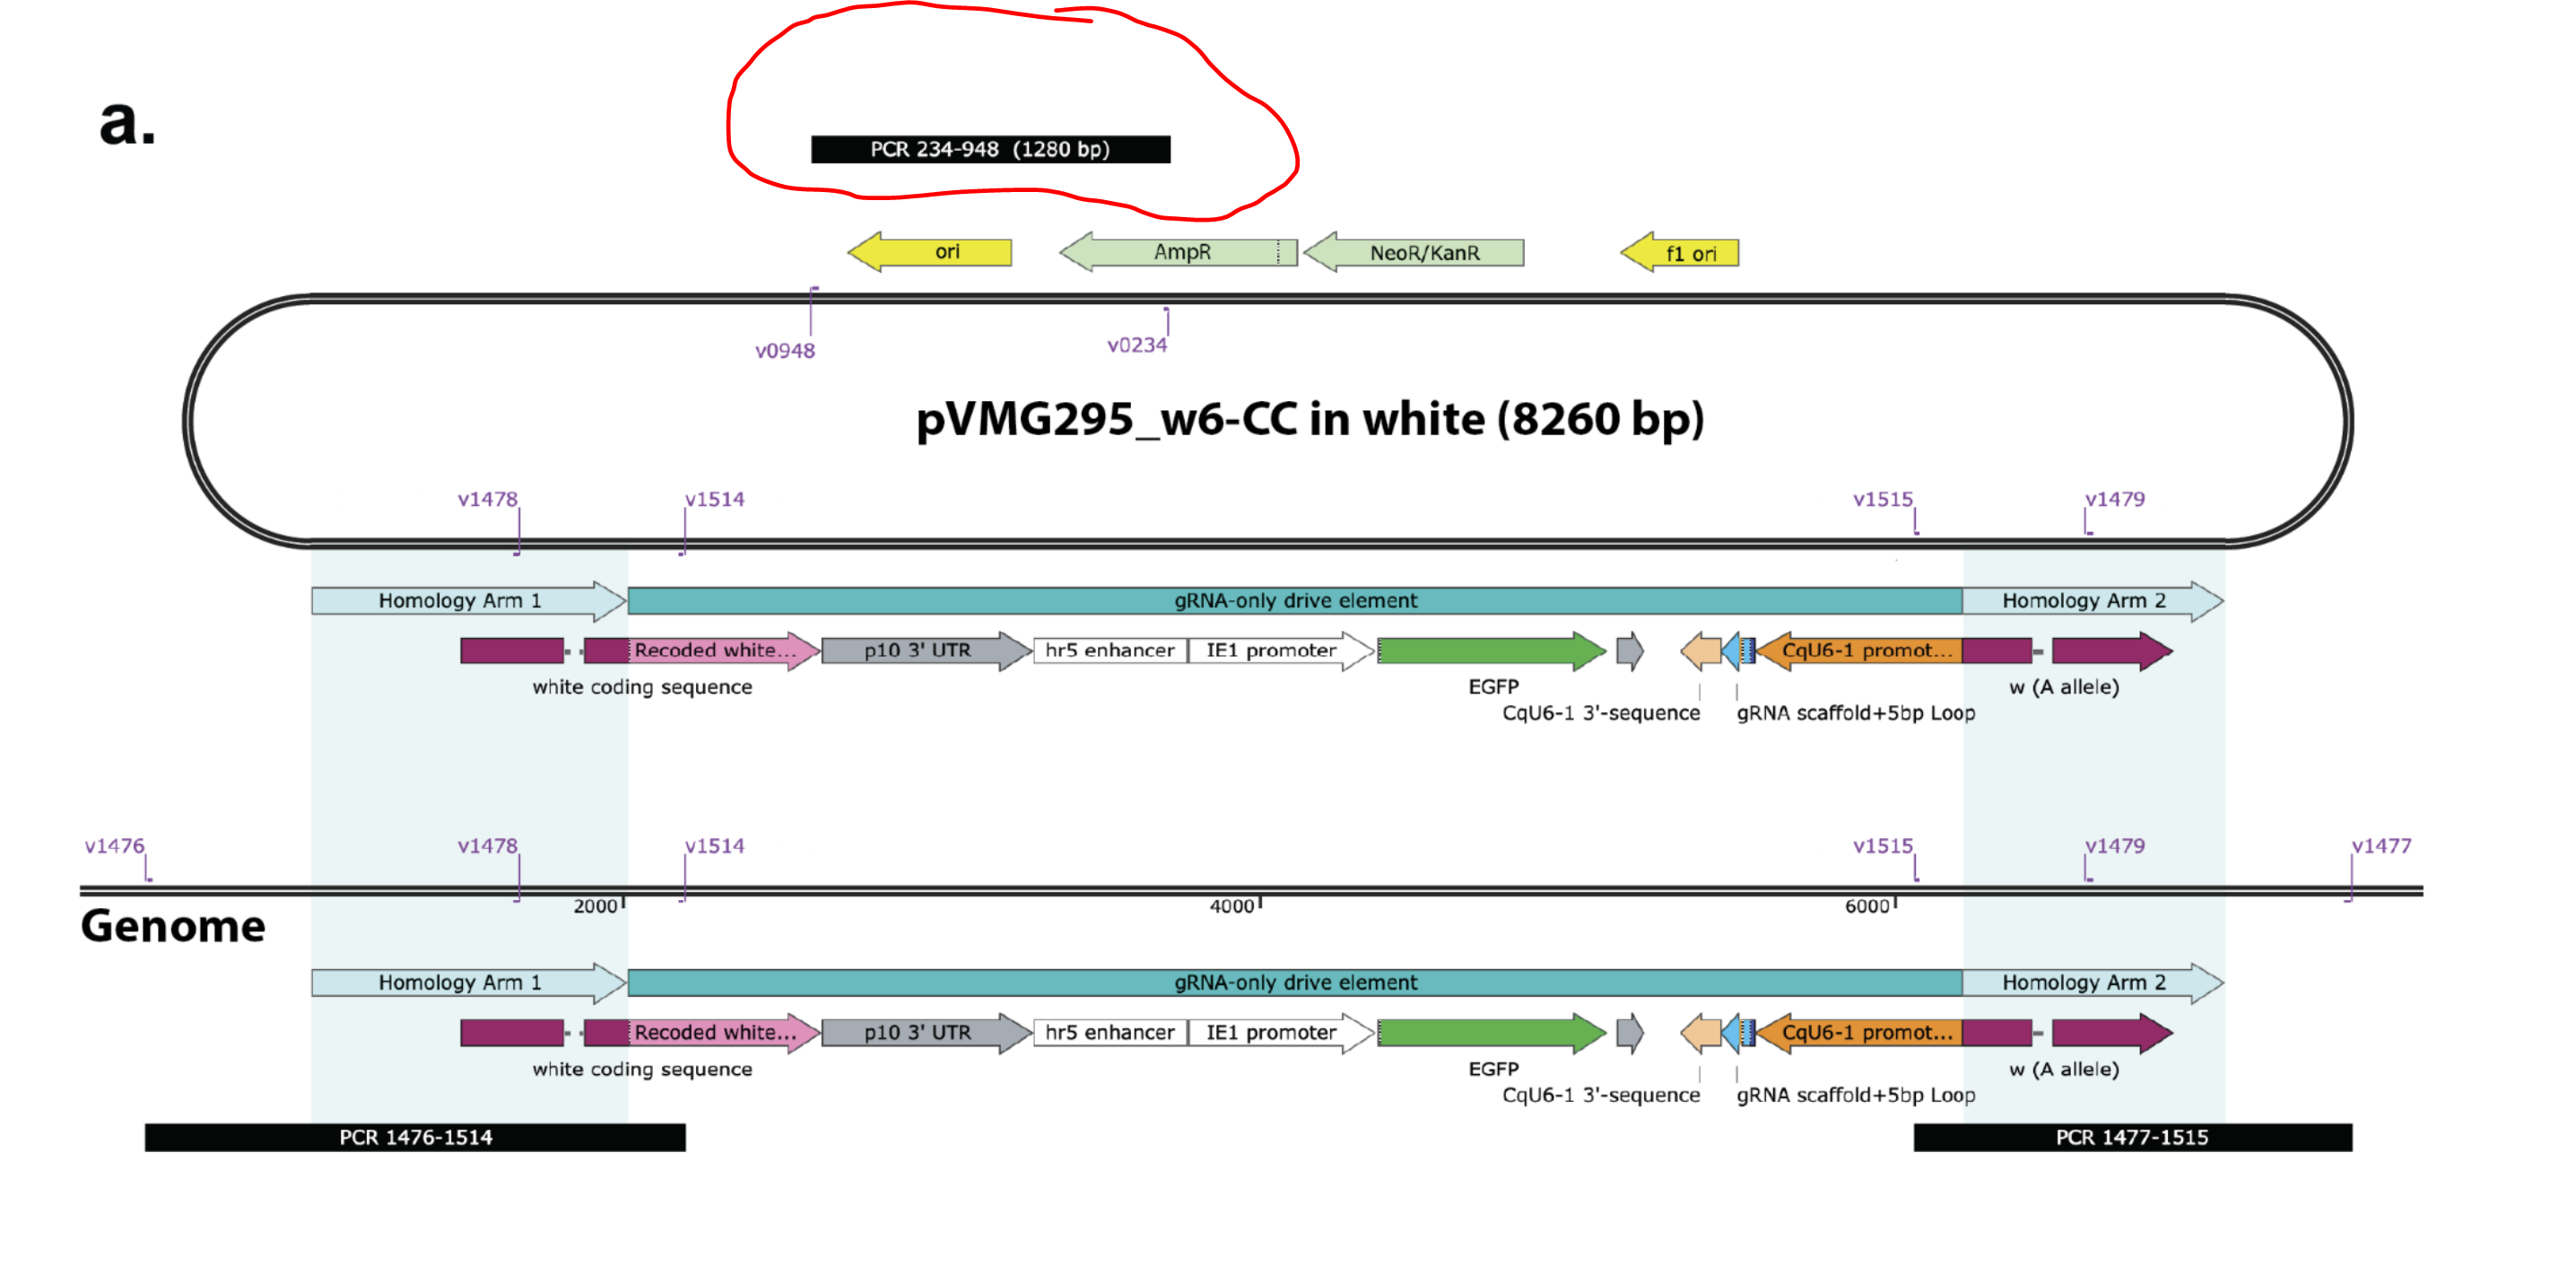 a.
PCR 234-948 (1280 bp)
ori
AmpR
NeoR/KanR
f1 ori
v0948
v0234
pVMG295_w6-CC in white (8260 bp)
v1478
v1514
v1515
v1479
Homology Arm 1
gRNA-only drive element
Homology Arm 2
Recoded white...
p10 3' UTR
hr5 enhancer
IE1 promoter
CqU6-1 promot...
white coding sequence
EGFP
w (A allele)
CqU6-1 3'-sequence
gRNA scaffold+5bp Loop
v1476
v1478
v1514
v1515
v1479
v1477
2000
4000
6000
Genome
Homology Arm 1
gRNA-only drive element
Homology Arm 2
Recoded white...
p10 3' UTR
hr5 enhancer
IE1 promoter
CqU6-1 promot...
white coding sequence
EGFP
w (A allele)
CqU6-1 3'-sequence
gRNA scaffold+5bp Loop
PCR 1476-1514
PCR 1477-1515